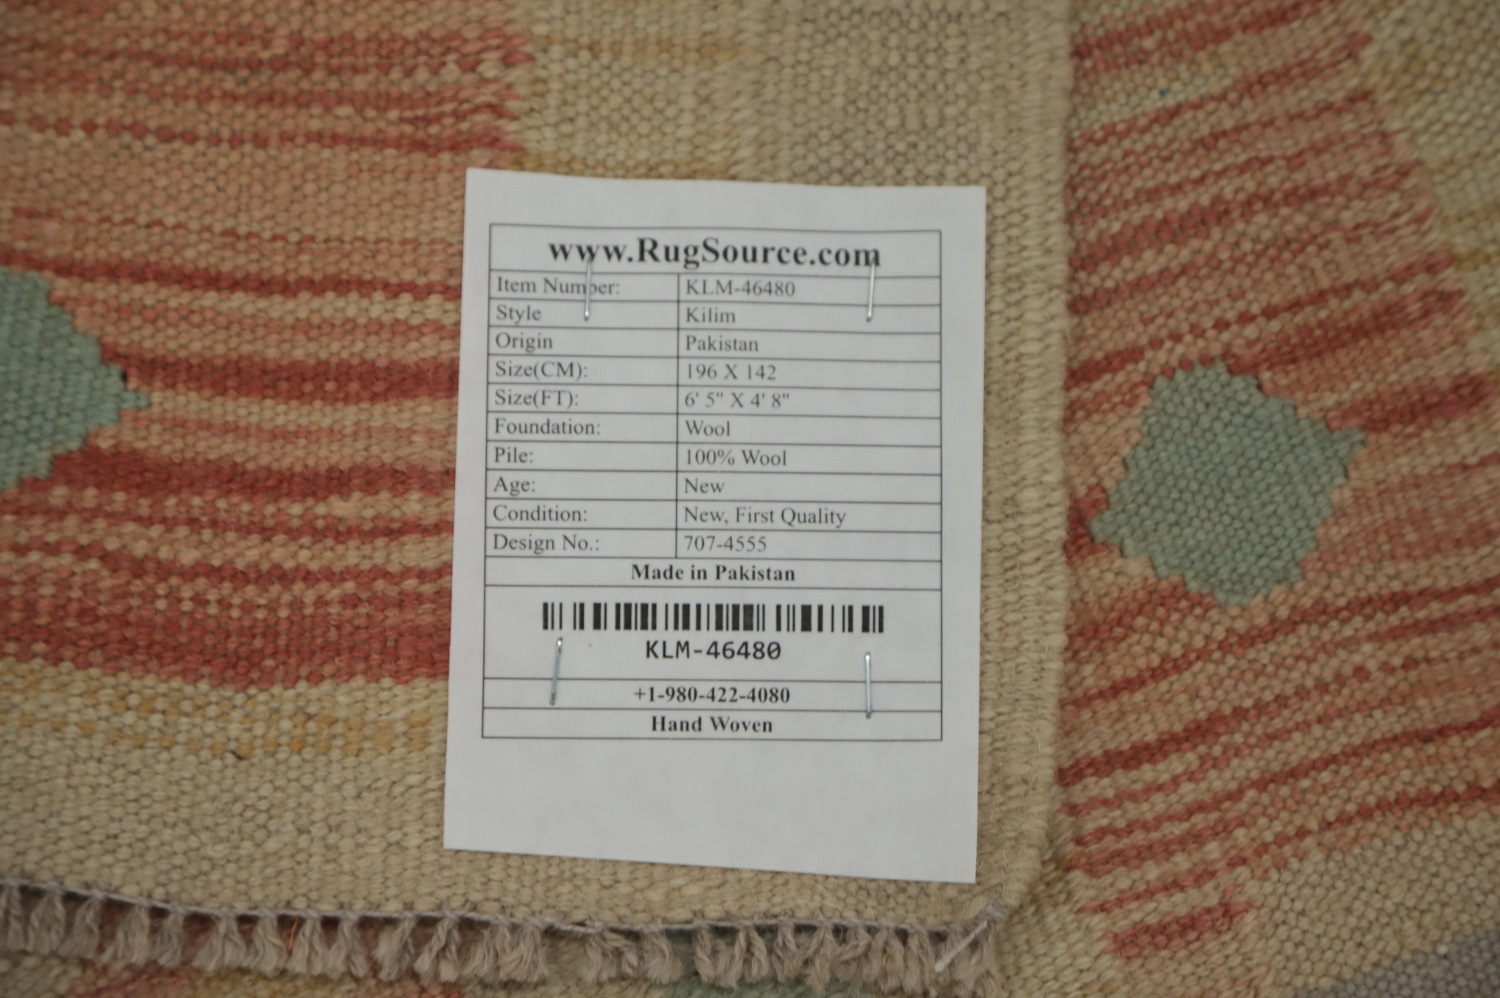 www.RugSource.com
Item Number: KLM-46480
Style Kilim
Origin Pakistan
Size(CM): 196 X 142
Size(FT): 6' 5" X 4' 8"
Foundation: Wool
Pile: 100% Wool
Age: New
Condition: New, First Quality
Design No.: 707-4555
Made in Pakistan
KLM-46480
+1-980-422-4080
Hand Woven